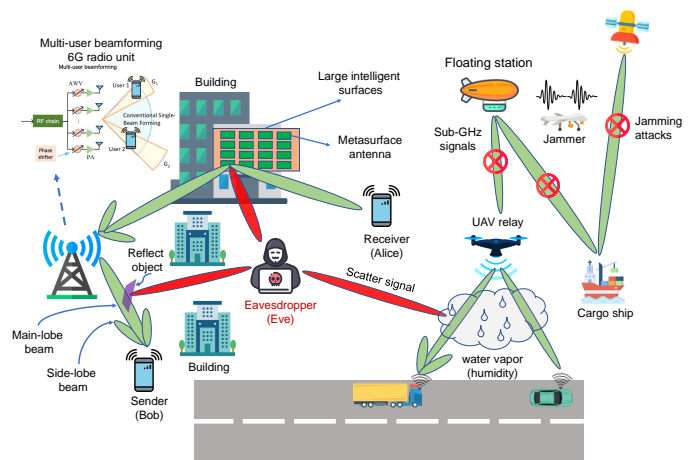 Multi-user beamforming
6G radio unit
Multi-user beamforming
AWV
User 1
G1
RF chain
Conventional Single-
Beam Forming
User 2
G2
Phase
shifter
PA
Building
Large intelligent
surfaces
Metasurface
antenna
Floating station
Sub-GHz
signals
Jammer
Jamming
attacks
Receiver
(Alice)
UAV relay
Reflect
object
Eavesdropper
(Eve)
Scatter signal
Cargo ship
Main-lobe
beam
Side-lobe
beam
Building
Sender
(Bob)
water vapor
(humidity)